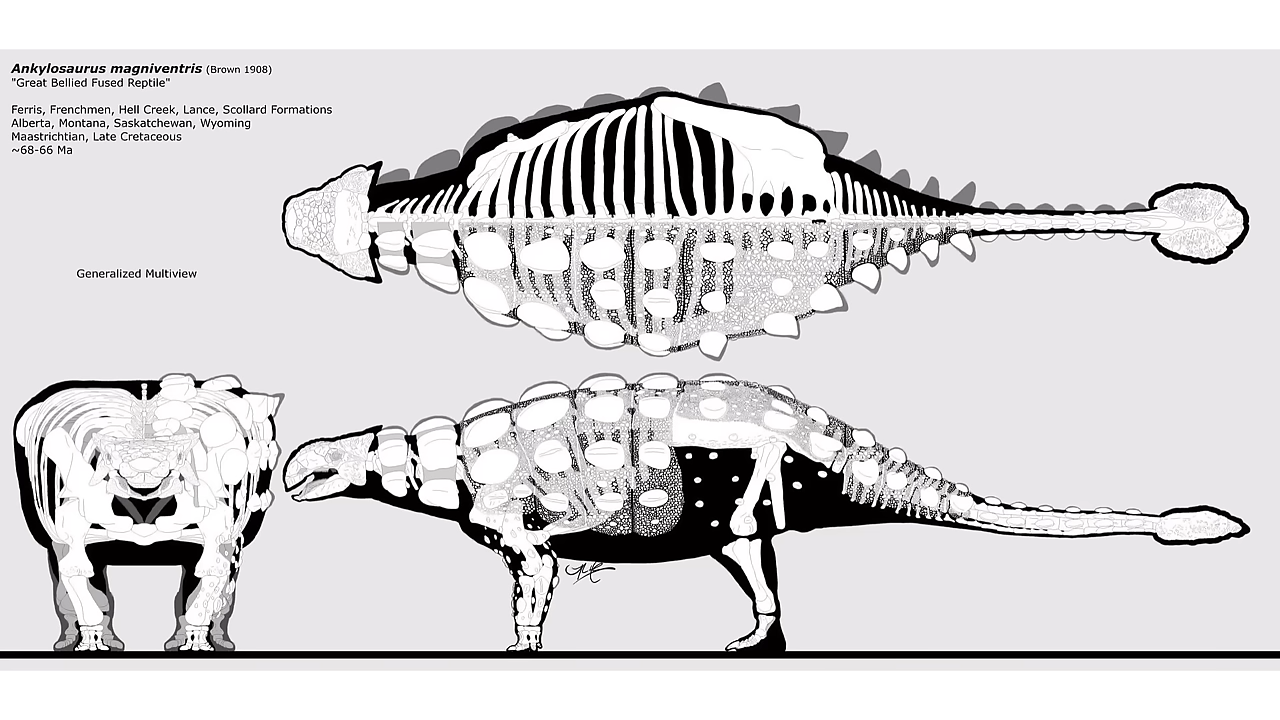 Ankylosaurus magniventris (Brown 1908)
"Great Bellied Fused Reptile"
Ferris, Frenchmen, Hell Creek, Lance, Scollard Formations
Alberta, Montana, Saskatchewan, Wyoming
Maastrichtian, Late Cretaceous
~68-66 Ma
Generalized Multiview